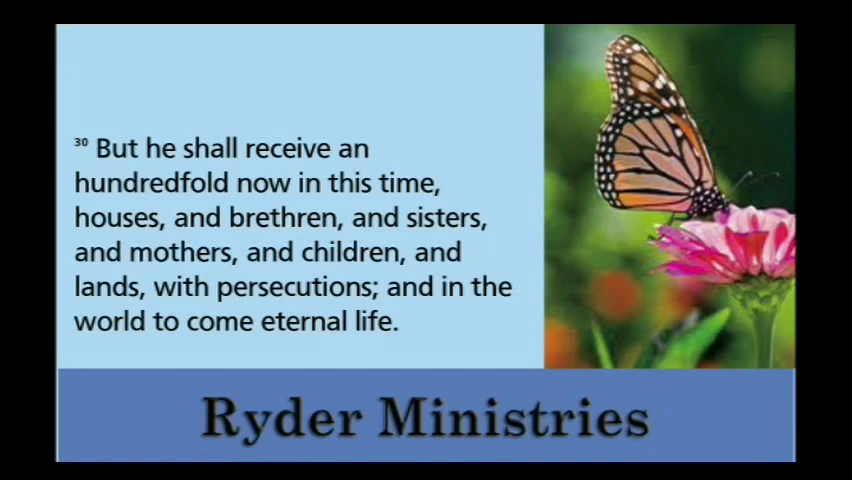 30 But he shall receive an
hundredfold now in this time,
houses, and brethren, and sisters,
and mothers, and children, and
lands, with persecutions; and in the
world to come eternal life.
Ryder Ministries